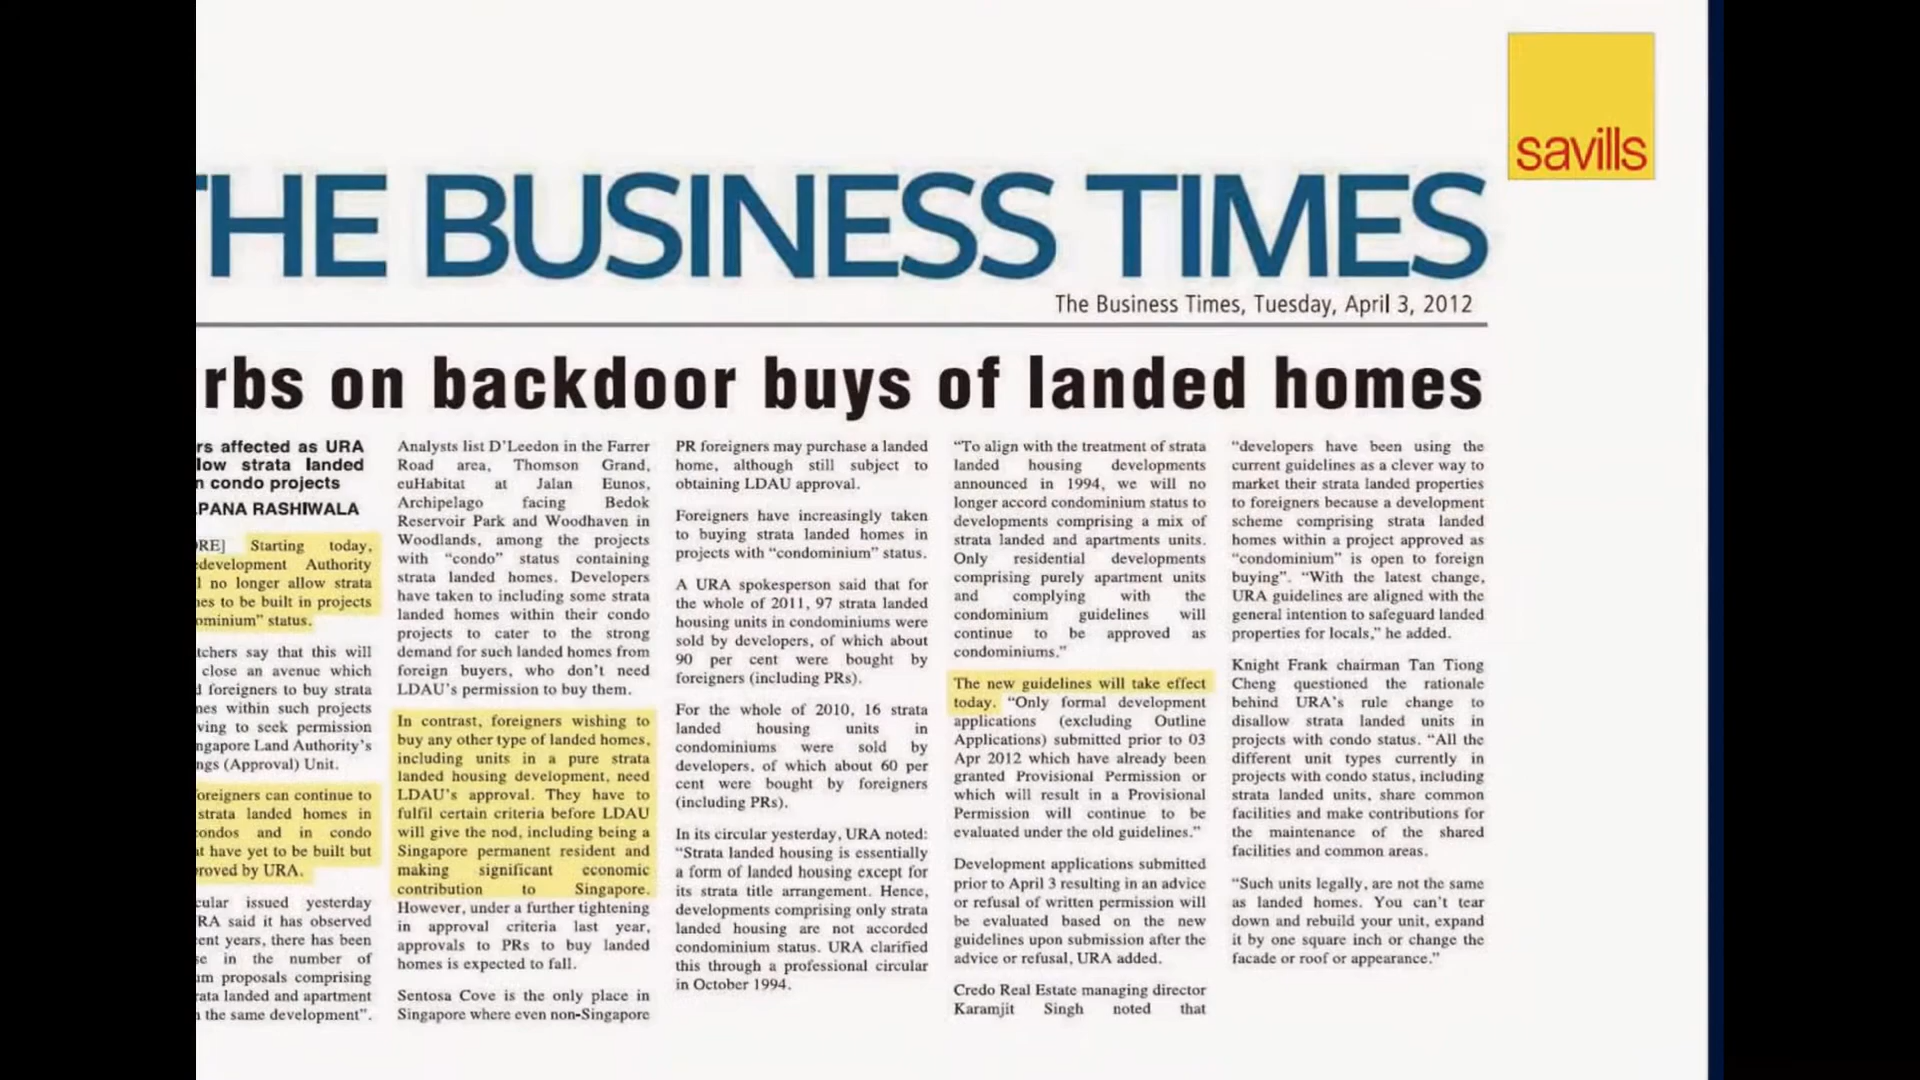 savills
THE BUSINESS TIMES
The Business Times, Tuesday, April 3, 2012
rbs on backdoor buys of landed homes
rs affected as URA
low strata landed
n condo projects
PANA RASHIWALA
RE] Starting today,
development Authority
l no longer allow strata
es to be built in projects
ominium” status.
tchers say that this will
close an avenue which
d foreigners to buy strata
nes within such projects
ving to seek permission
ngapore Land Authority’s
ngs (Approval) Unit.
oreigners can continue to
strata landed homes in
condos and in condo
at have yet to be built but
proved by URA.
cular issued yesterday
RA said it has observed
ent years, there has been
se in the number of
um proposals comprising
rata landed and apartment
n the same development”.
Analysts list D’Leedon in the Farrer
Road area, Thomson Grand,
euHabitat at Jalan Eunos,
Archipelago facing Bedok
Reservoir Park and Woodhaven in
Woodlands, among the projects
with “condo” status containing
strata landed homes. Developers
have taken to including some strata
landed homes within their condo
projects to cater to the strong
demand for such landed homes from
foreign buyers, who don’t need
LDAU’s permission to buy them.
In contrast, foreigners wishing to
buy any other type of landed homes,
including units in a pure strata
landed housing development, need
LDAU’s approval. They have to
fulfil certain criteria before LDAU
will give the nod, including being a
Singapore permanent resident and
making significant economic
contribution to Singapore.
However, under a further tightening
in approval criteria last year,
approvals to PRs to buy landed
homes is expected to fall.
Sentosa Cove is the only place in
Singapore where even non-Singapore
PR foreigners may purchase a landed
home, although still subject to
obtaining LDAU approval.
Foreigners have increasingly taken
to buying strata landed homes in
projects with “condominium” status.
A URA spokesperson said that for
the whole of 2011, 97 strata landed
housing units in condominiums were
sold by developers, of which about
90 per cent were bought by
foreigners (including PRs).
For the whole of 2010, 16 strata
landed housing units in
condominiums were sold by
developers, of which about 60 per
cent were bought by foreigners
(including PRs).
In its circular yesterday, URA noted:
“Strata landed housing is essentially
a form of landed housing except for
its strata title arrangement. Hence,
developments comprising only strata
landed housing are not accorded
condominium status. URA clarified
this through a professional circular
in October 1994.
“To align with the treatment of strata
landed housing developments
announced in 1994, we will no
longer accord condominium status to
developments comprising a mix of
strata landed and apartments units.
Only residential developments
comprising purely apartment units
and complying with the
condominium guidelines will
continue to be approved as
condominiums.”
The new guidelines will take effect
today. “Only formal development
applications (excluding Outline
Applications) submitted prior to 03
Apr 2012 which have already been
granted Provisional Permission or
which will result in a Provisional
Permission will continue to be
evaluated under the old guidelines.”
Development applications submitted
prior to April 3 resulting in an advice
or refusal of written permission will
be evaluated based on the new
guidelines upon submission after the
advice or refusal, URA added.
Credo Real Estate managing director
Karamjit Singh noted that
“developers have been using the
current guidelines as a clever way to
market their strata landed properties
to foreigners because a development
scheme comprising strata landed
homes within a project approved as
“condominium” is open to foreign
buying”. “With the latest change,
URA guidelines are aligned with the
general intention to safeguard landed
properties for locals,” he added.
Knight Frank chairman Tan Tiong
Cheng questioned the rationale
behind URA’s rule change to
disallow strata landed units in
projects with condo status. “All the
different unit types currently in
projects with condo status, including
strata landed units, share common
facilities and make contributions for
the maintenance of the shared
facilities and common areas.
“Such units legally, are not the same
as landed homes. You can’t tear
down and rebuild your unit, expand
it by one square inch or change the
facade or roof or appearance.”